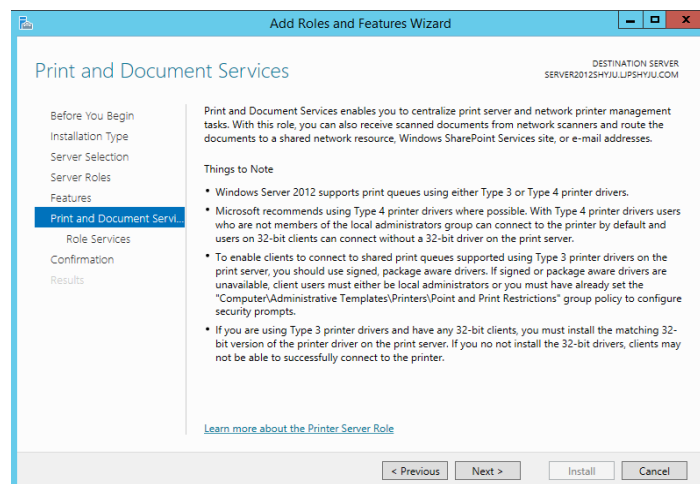 Add Roles and Features Wizard
Print and Document Services
DESTINATION SERVER
SERVER2012SHYJU.IJPSHYJU.COM
Before You Begin
Installation Type
Server Selection
Server Roles
Features
Print and Document Servi...
Role Services
Confirmation
Results
Print and Document Services enables you to centralize print server and network printer management
tasks. With this role, you can also receive scanned documents from network scanners and route the
documents to a shared network resource, Windows SharePoint Services site, or e-mail addresses.
Things to Note
• Windows Server 2012 supports print queues using either Type 3 or Type 4 printer drivers.
• Microsoft recommends using Type 4 printer drivers where possible. With Type 4 printer drivers users
who are not members of the local administrators group can connect to the printer by default and
users on 32-bit clients can connect without a 32-bit driver on the print server.
• To enable clients to connect to shared print queues supported using Type 3 printer drivers on the
print server, you should use signed, package aware drivers. If signed or package aware drivers are
unavailable, client users must either be local administrators or you must have already set the
"Computer\Administrative Templates\Printers\Point and Print Restrictions" group policy to configure
security prompts.
• If you are using Type 3 printer drivers and have any 32-bit clients, you must install the matching 32-
bit version of the printer driver on the print server. If you no not install the 32-bit drivers, clients may
not be able to successfully connect to the printer.
Learn more about the Printer Server Role
< Previous
Next >
Install
Cancel